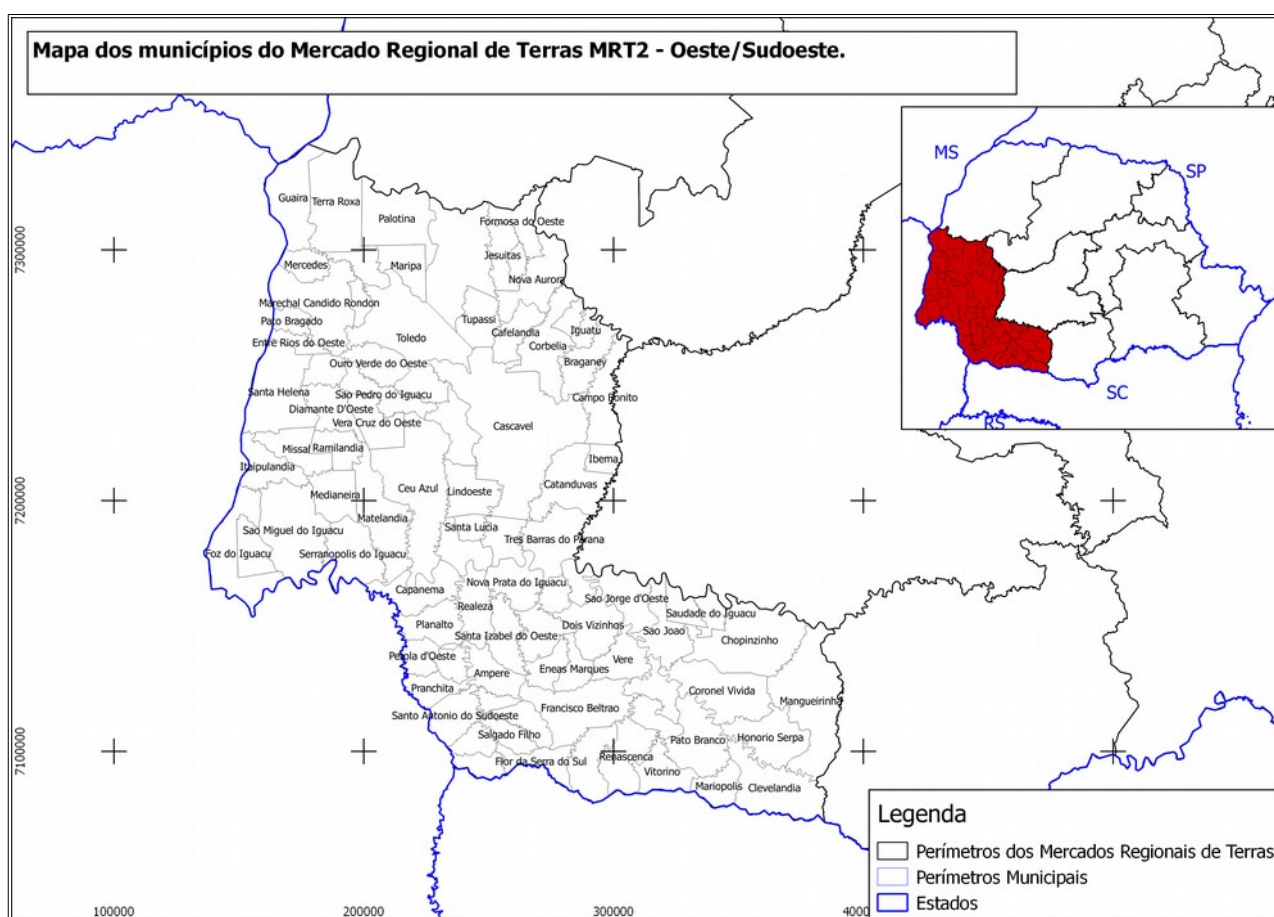 Mapa dos municípios do Mercado Regional de Terras MRT2 - Oeste/Sudoeste.
MS
SP
SC
RS
Guaira
Terra Roxa
Palotina
Formosa do Oeste
7300000
Jesuitas
Mercedes
Maripa
Nova Aurora
Marechal Candido Rondon
Pato Bragado
Tupassi
Iguatu
Cafelandia
Toledo
Entre Rios do Oeste
Corbelia
Ouro Verde do Oeste
Braganey
Santa Helena
Sao Pedro do Iguacu
Campo Bonito
Diamante D'Oeste
Vera Cruz do Oeste
Cascavel
Missal
Ramilandia
Itaipulandia
Ibema
Catanduvas
Ceu Azul
Lindoeste
Medianeira
7200000
Matelandia
Sao Miguel do Iguacu
Santa Lucia
Tres Barras do Parana
Foz do Iguacu
Serranopolis do Iguacu
Nova Prata do Iguacu
Capanema
Sao Jorge d'Oeste
Realeza
Saudade do Iguacu
Planalto
Dois Vizinhos
Sao Joao
Santa Izabel do Oeste
Chopinzinho
Perola d'Oeste
Vere
Ampere
Eneas Marques
Pranchita
Coronel Vivida
Mangueirinha
Francisco Beltrao
Santo Antonio do Sudoeste
Salgado Filho
Pato Branco
Honorio Serpa
7100000
Flor da Serra do Sul
Renascenca
Vitorino
Mariopolis
Clevelandia
Legenda
Perímetros dos Mercados Regionais de Terras
Perímetros Municipais
Estados
100000
200000
300000